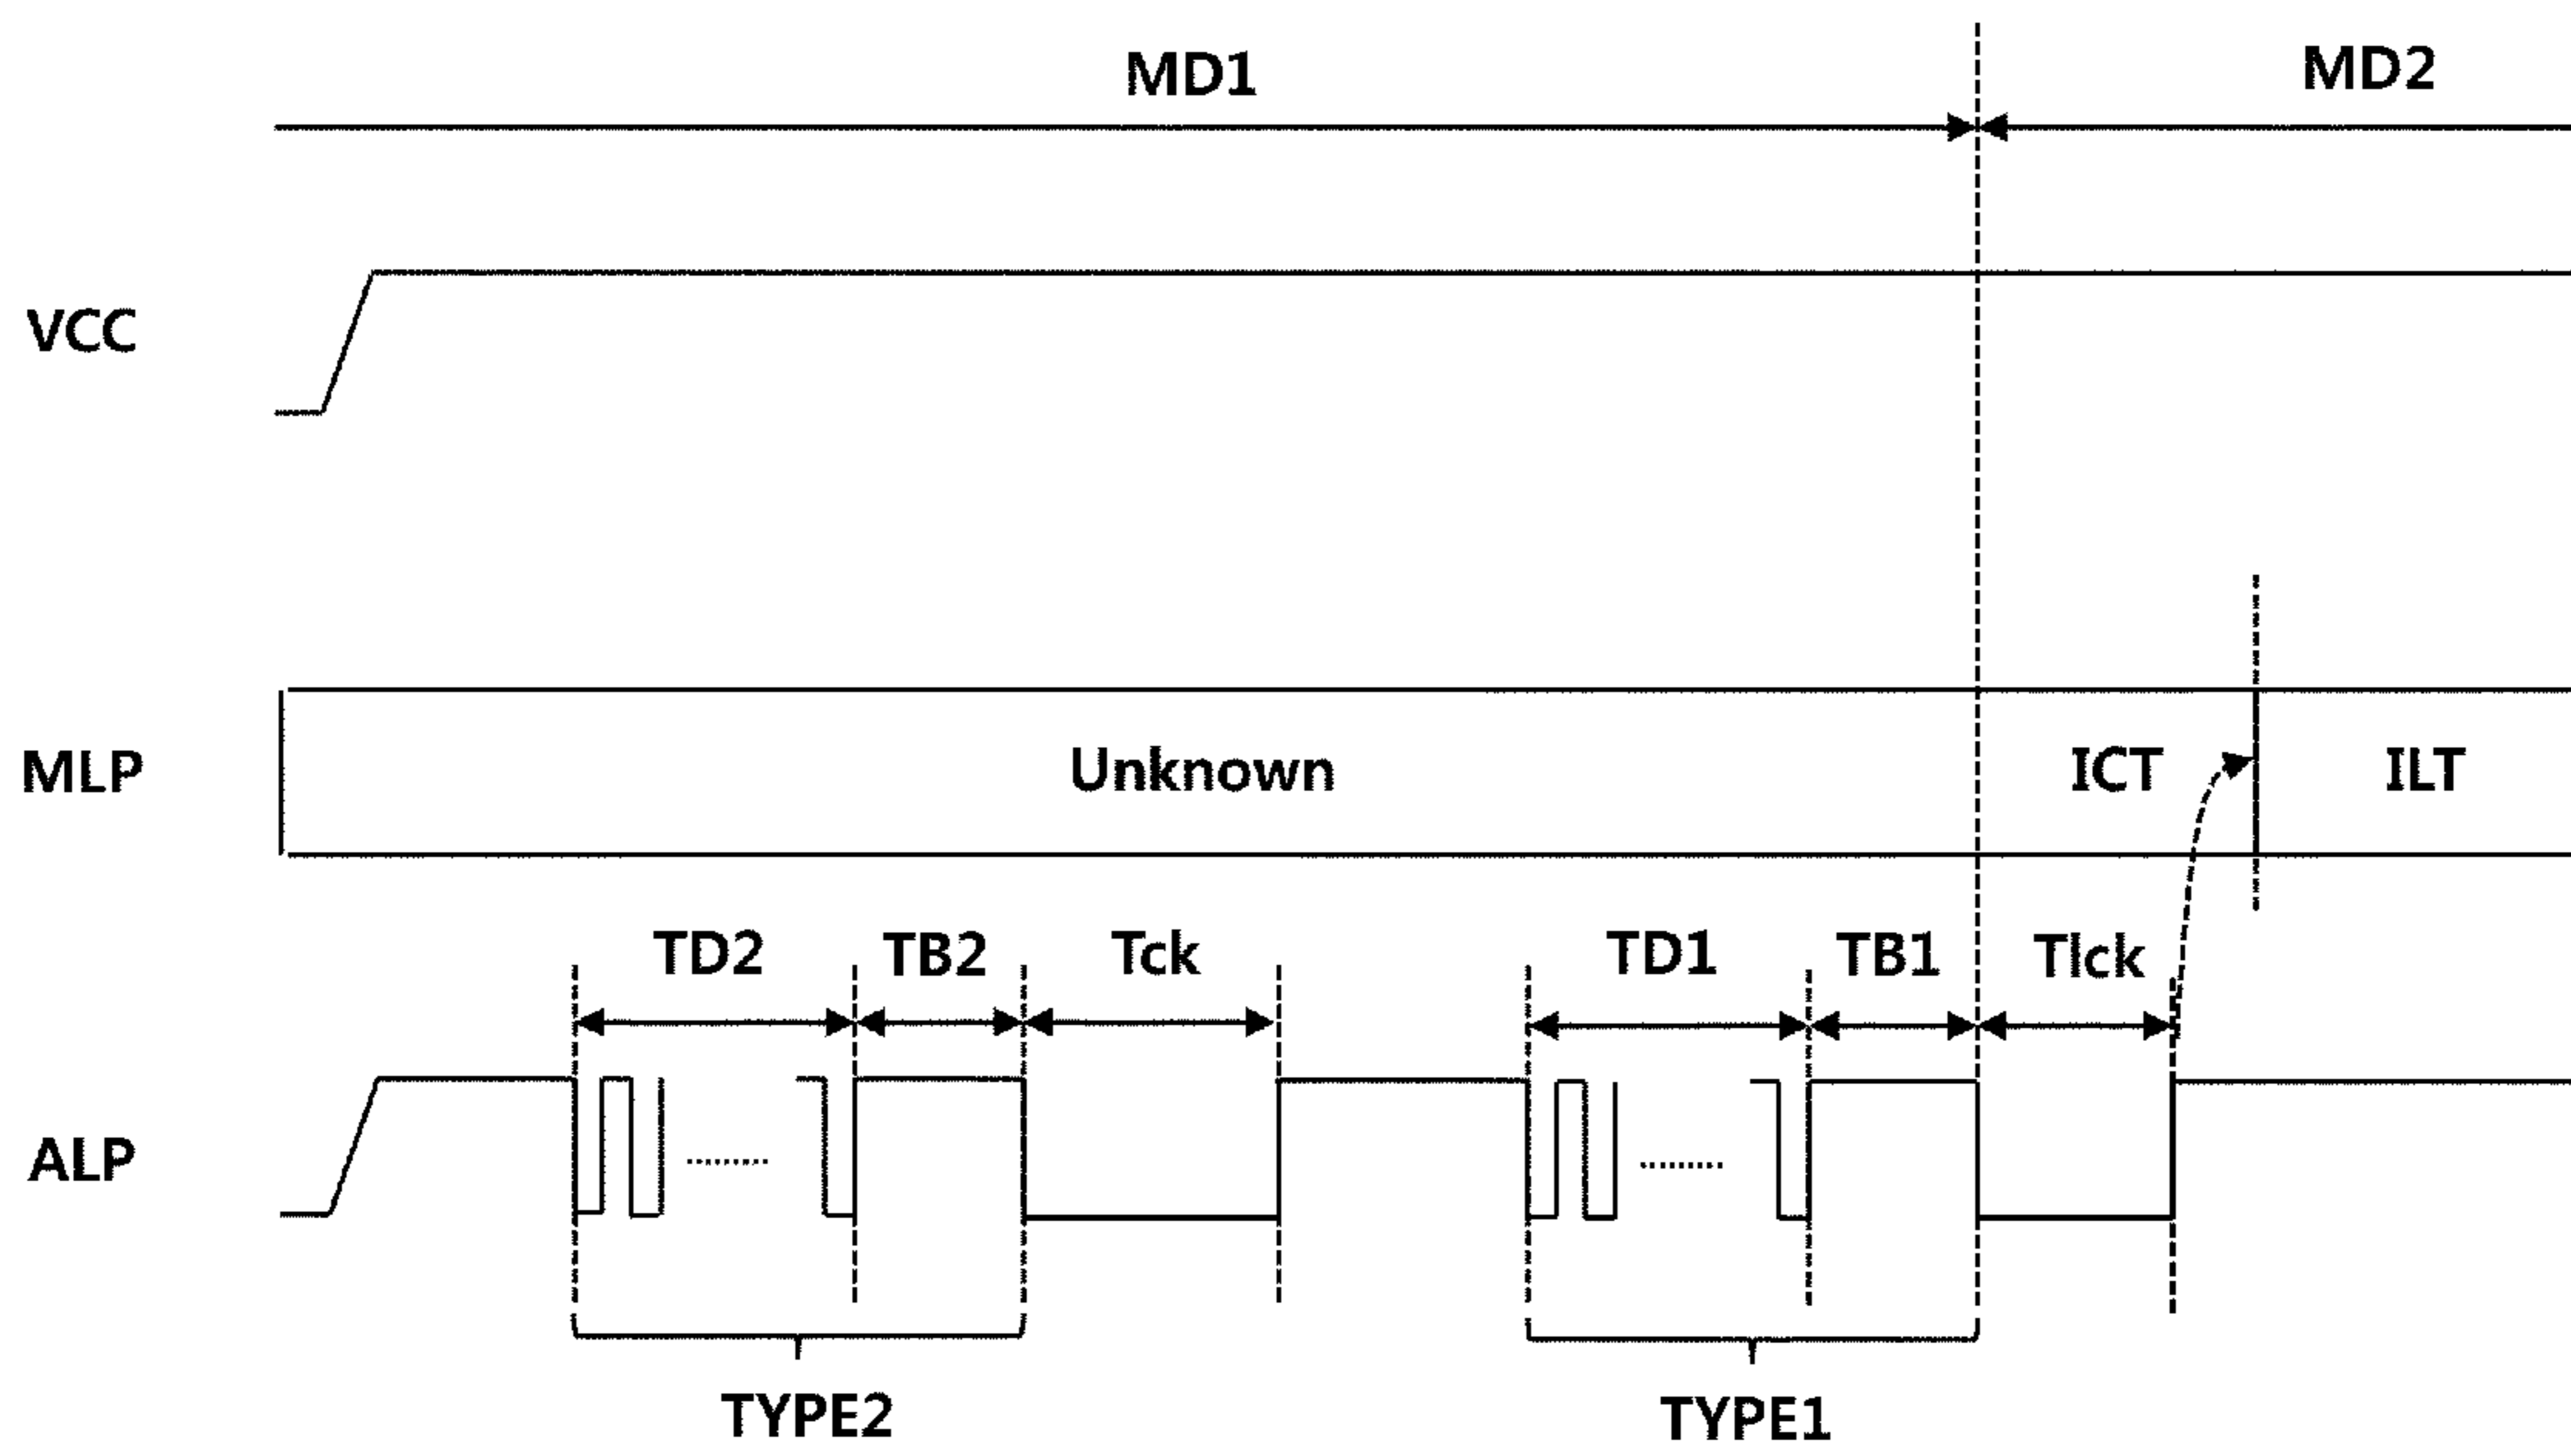 MD1
MD2
VCC
MLP
Unknown
ICT
ILT
TD2
TB2
Tck
TD1
TB1
Tlck
ALP
TYPE2
TYPE1